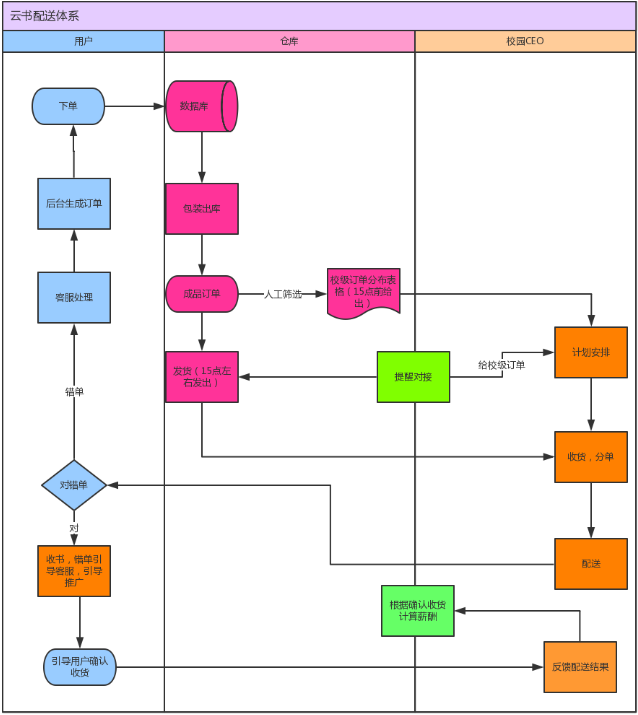 云书配送体系
用户
仓库
校园CEO
下单
数据库
后台生成订单
包装出库
客服处理
成品订单
人工筛选
校级订单分布表
格（15点前给
出）
计划安排
发货（15点左
右发出）
提醒对接
给校级订单
错单
收货，分单
对错单
对
收书，错单引
导客服，引导
推广
配送
根据确认收货
计算薪酬
引导用户确认
收货
反馈配送结果